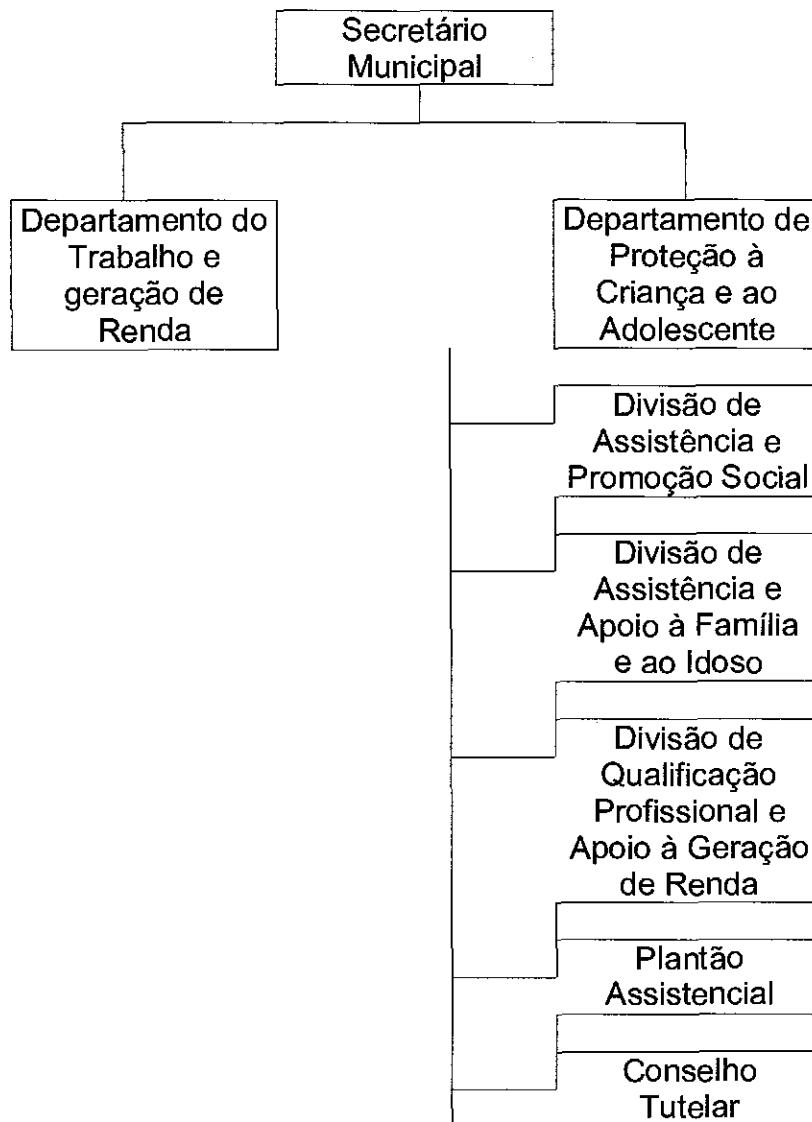 Secretário
Municipal
Departamento do
Trabalho e
geração de
Renda
Departamento de
Proteção à
Criança e ao
Adolescente
Divisão de
Assistência e
Promoção Social
Divisão de
Assistência e
Apoio à Família
e ao Idoso
Divisão de
Qualificação
Profissional e
Apoio à Geração
de Renda
Plantão
Assistencial
Conselho
Tutelar